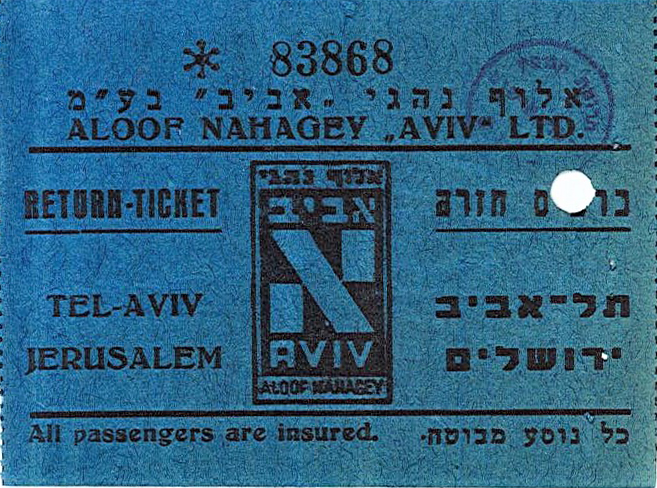 * 83868
אלוף נהגי „אביב" בע"מ
ALOOF NAHAGEY „AVIV" LTD.
RETURN-TICKET
חזרה
TEL-AVIV
JERUSALEM
אלוף נהגי
אביב
א
AVIV
ALOOF NAHAGEY
תל-אביב
ירושלים
All passengers are insured.
כל נוסע מבוטח.